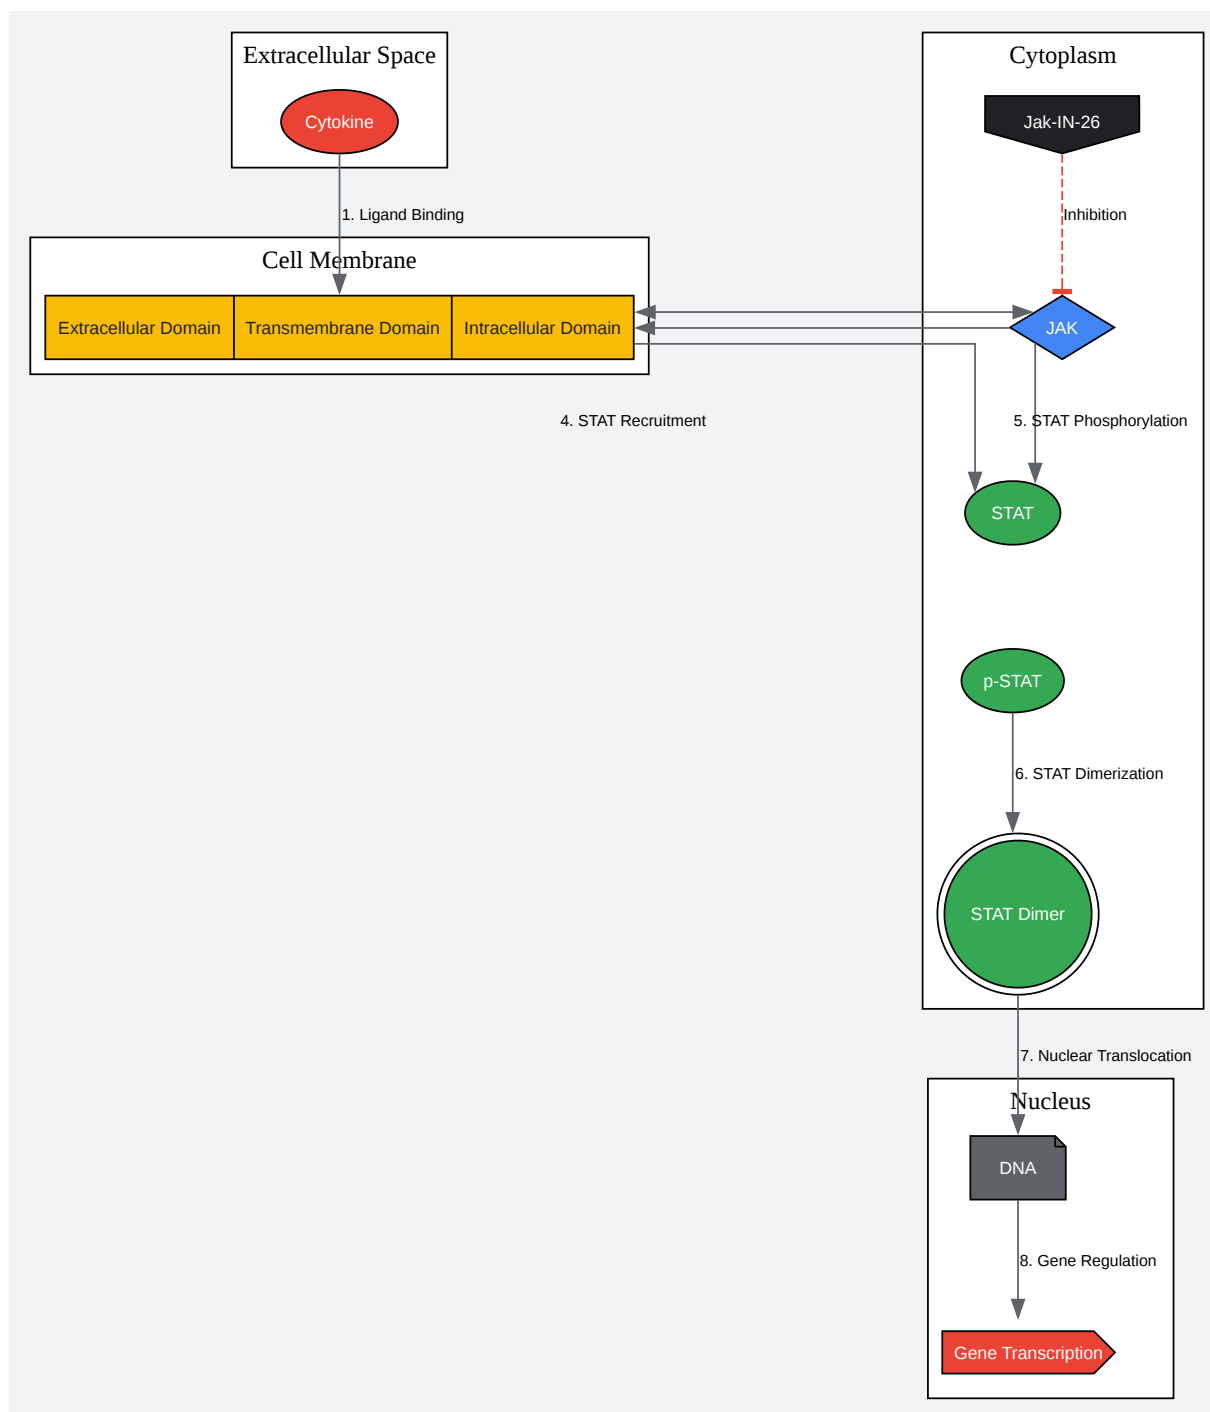 Extracellular Space
Cytokine
1. Ligand Binding
Cell Membrane
Extracellular Domain
Transmembrane Domain
Intracellular Domain
Cytoplasm
Jak-IN-26
Inhibition
JAK
4. STAT Recruitment
5. STAT Phosphorylation
STAT
p-STAT
6. STAT Dimerization
STAT Dimer
7. Nuclear Translocation
Nucleus
DNA
8. Gene Regulation
Gene Transcription